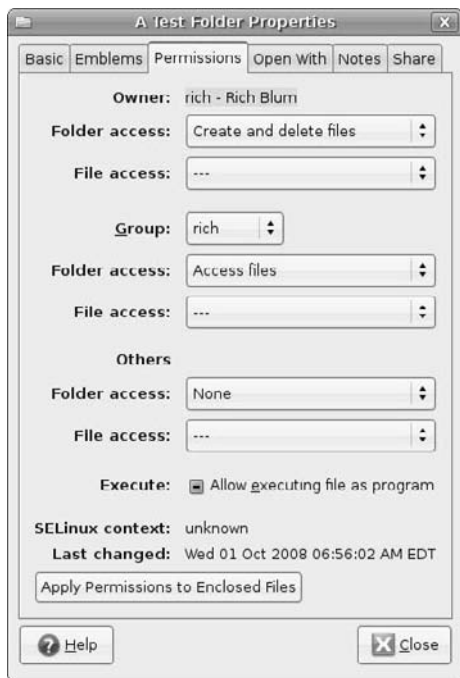 A Test Folder Properties
Basic Emblems Permissions Open With Notes Share
Owner: rich - Rich Blum
Folder access: Create and delete files
File access: ---
Group: rich
Folder access: Access files
File access: ---
Others
Folder access: None
File access: ---
Execute: Allow executing file as program
SELinux context: unknown
Last changed: Wed 01 Oct 2008 06:56:02 AM EDT
Apply Permissions to Enclosed Files
Help Close